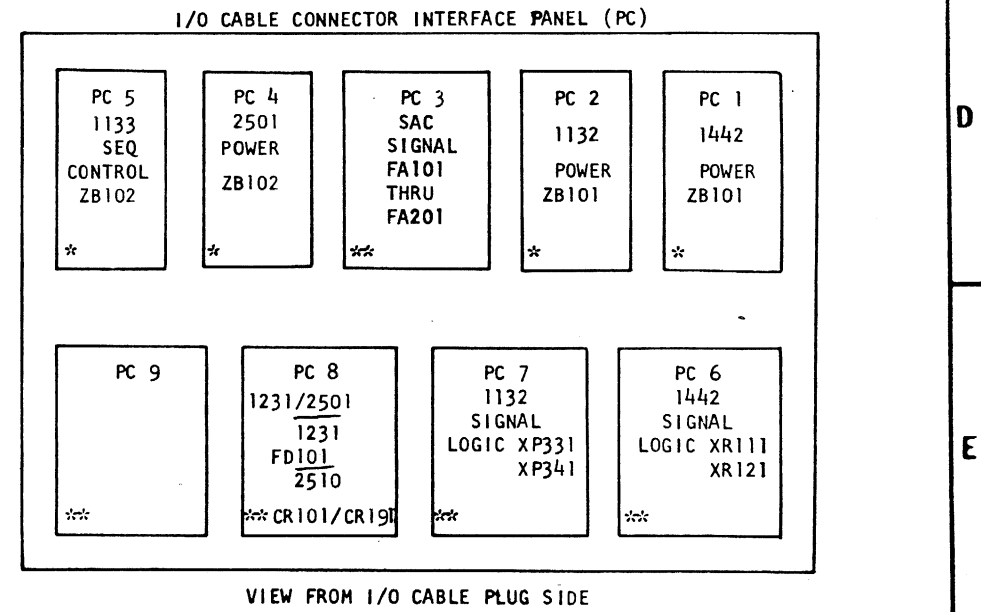 I/O CABLE CONNECTOR INTERFACE PANEL (PC)
PC 5
1133
SEQ
CONTROL
ZB102
*
PC 4
2501
POWER
ZB102
*
PC 3
SAC
SIGNAL
FA101
THRU
FA201
**
PC 2
1132
POWER
ZB101
*
PC 1
1442
POWER
ZB101
*
D
PC 9
**
PC 8
1231/2501
1231
FD101
2510
** CR101/CR191
PC 7
1132
SIGNAL
LOGIC XP331
XP341
**
PC 6
1442
SIGNAL
LOGIC XR111
XR121
**
E
VIEW FROM I/O CABLE PLUG SIDE